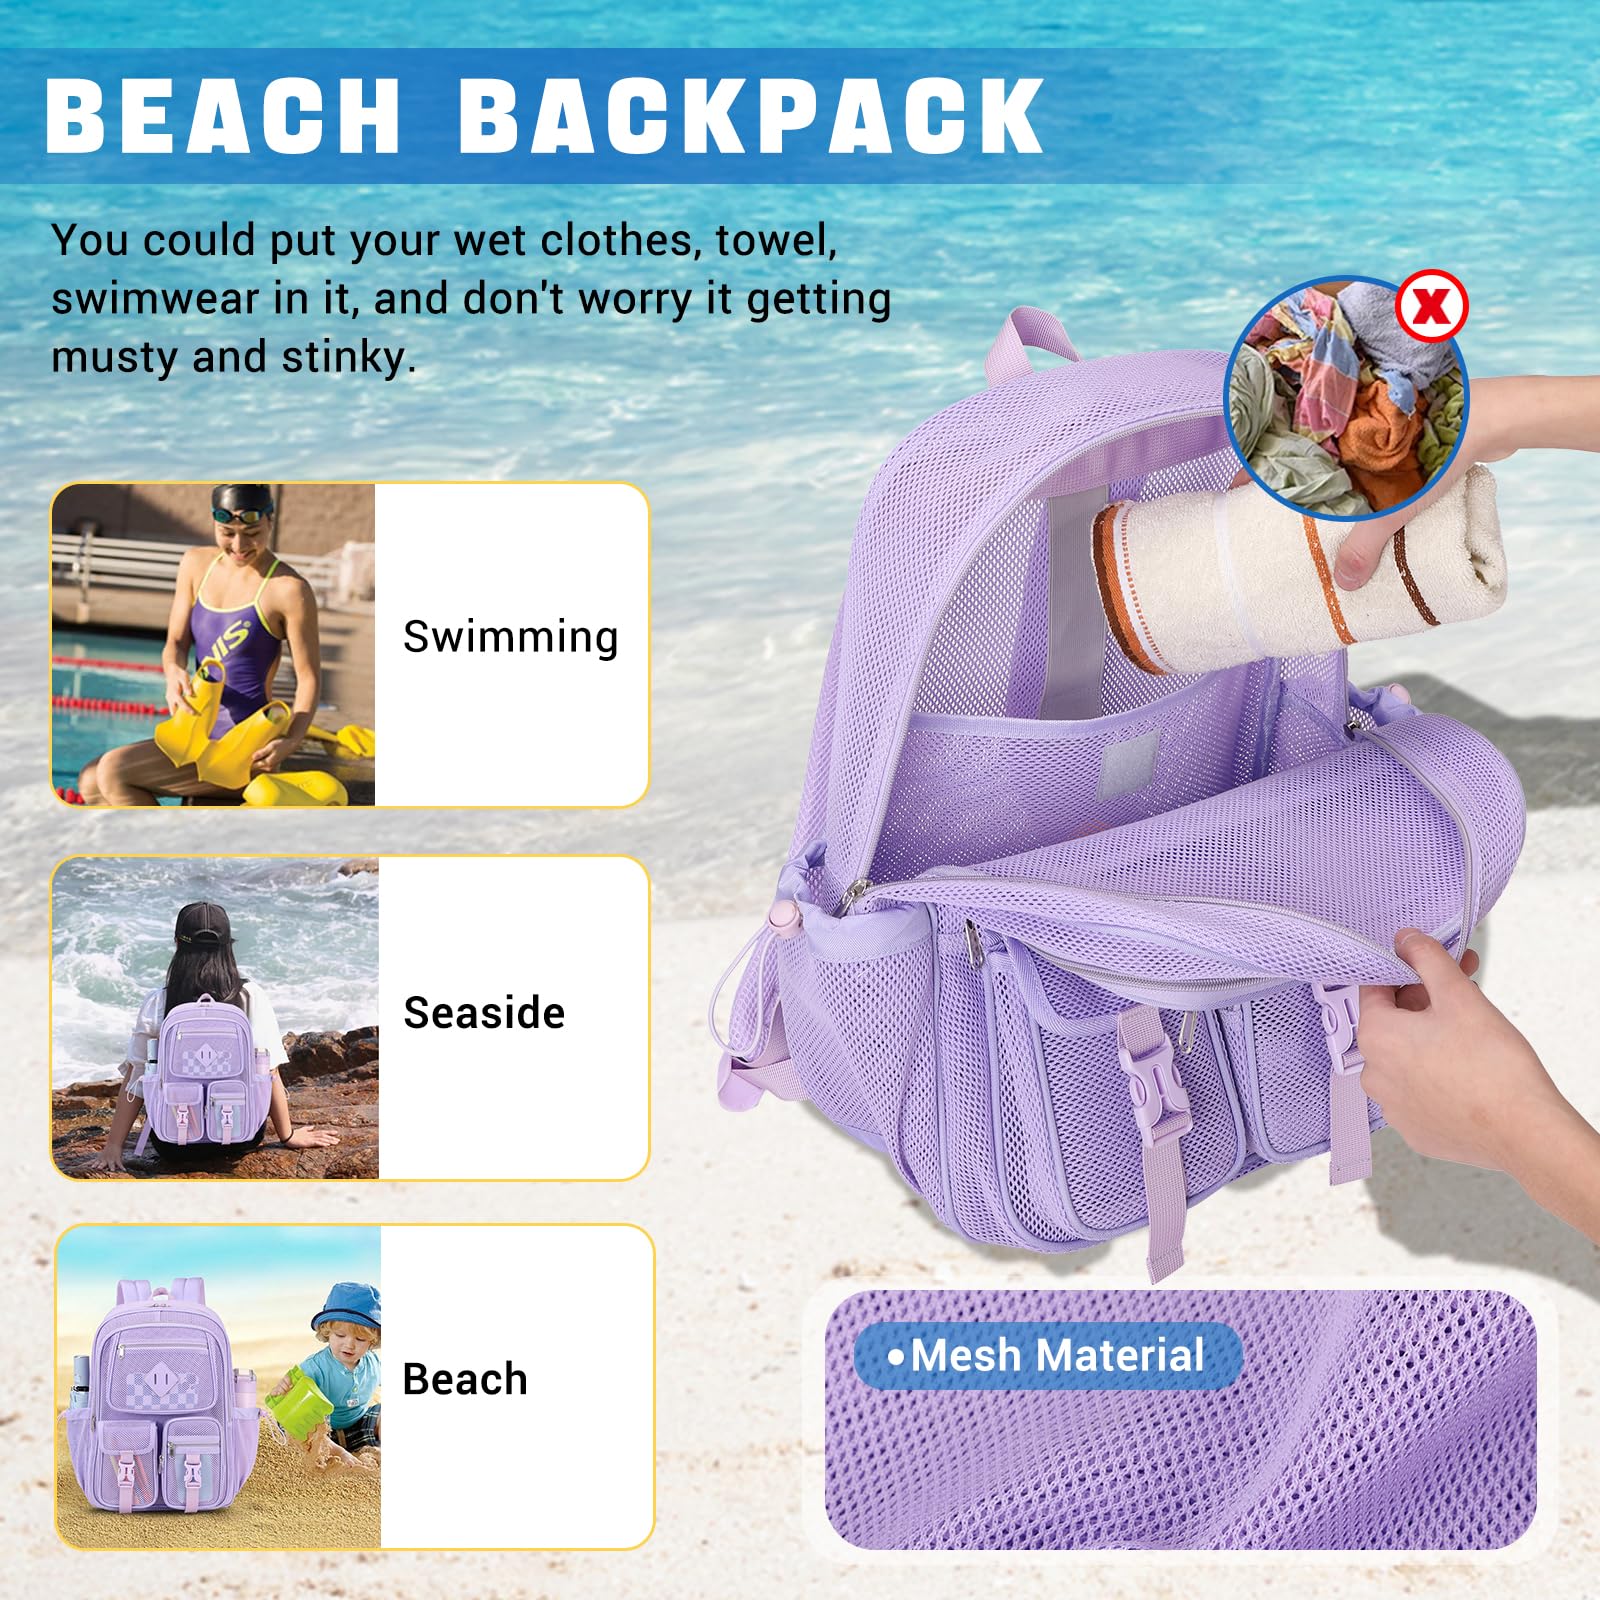 BEACH BACKPACK
You could put your wet clothes, towel,
swimwear in it, and don't worry it getting
musty and stinky.
X
NIS
Swimming
Seaside
Beach
•Mesh Material